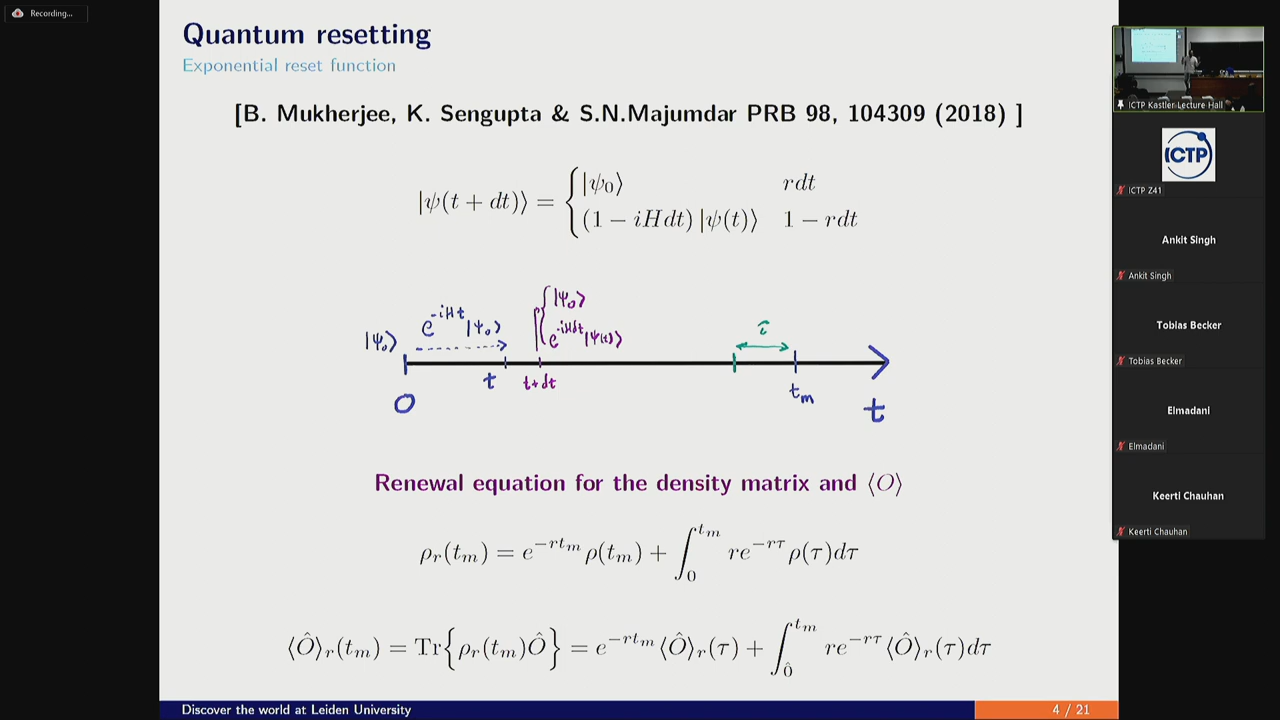 Recording...
Quantum resetting
Exponential reset function
[B. Mukherjee, K. Sengupta & S.N.Majumdar PRB 98, 104309 (2018) ]
|ψ(t + dt)⟩ = { |ψ₀⟩ rdt
(1 − iHdt) |ψ(t)⟩ 1 − rdt
|ψ₀⟩ e^{-iHt}|ψ₀⟩ { |ψ₀⟩
e^{-iHdt}|ψ(t)⟩
τ
0 t t+dt t_m t
Renewal equation for the density matrix and ⟨O⟩
ρ_r(t_m) = e^{−rt_m} ρ(t_m) + ∫_0^{t_m} re^{−rτ} ρ(τ)dτ
⟨Ô⟩_r(t_m) = Tr{ρ_r(t_m)Ô} = e^{−rt_m}⟨Ô⟩_r(τ) + ∫_0̂^{t_m} re^{−rτ}⟨Ô⟩_r(τ)dτ
Discover the world at Leiden University 4 / 21
ICTP Kastler Lecture Hall
ICTP
ICTP Z41
Ankit Singh
Ankit Singh
Tobias Becker
Tobias Becker
Elmadani
Elmadani
Keerti Chauhan
Keerti Chauhan